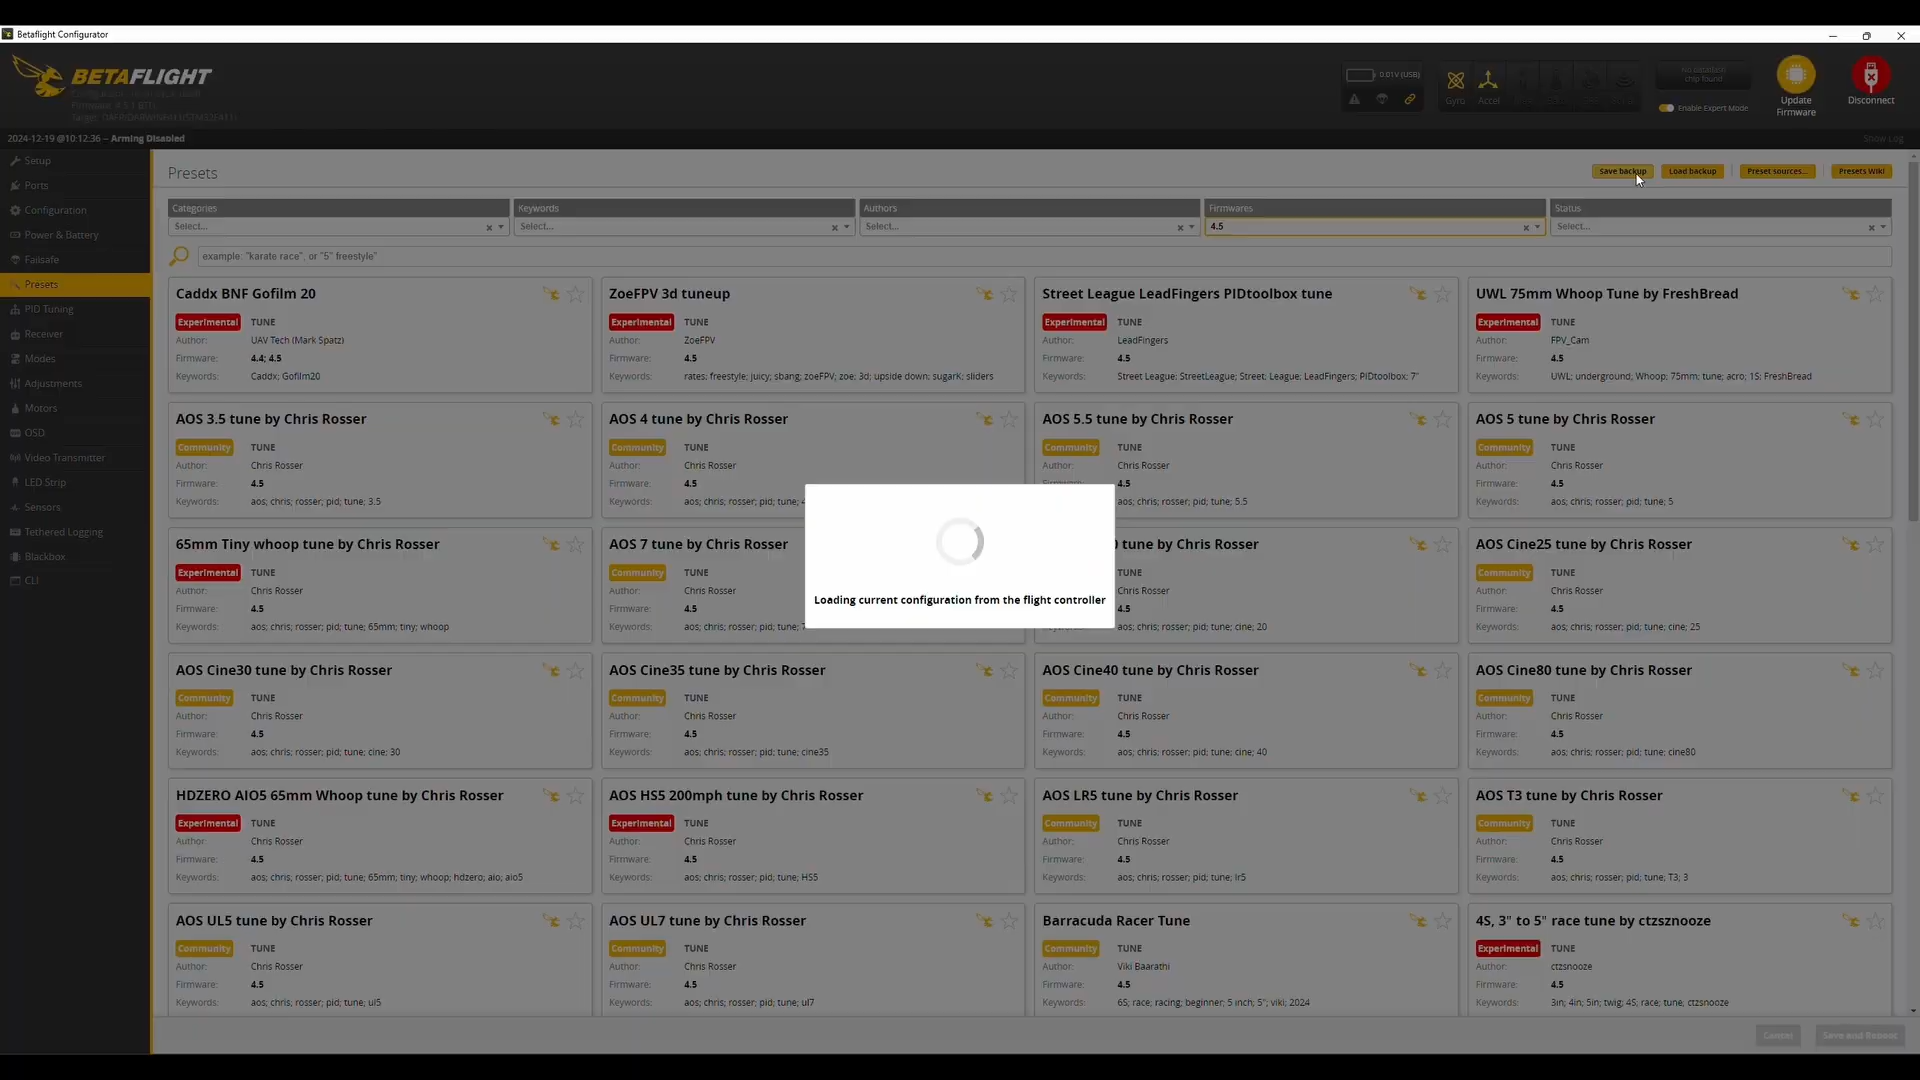 Betaflight Configurator
BETAFLIGHT
0.01V (USB)
Gyro
Accel
No dataflash
chip found
Enable Expert Mode
Update
Firmware
Disconnect
2024-12-19 @10:12:36 -- Arming Disabled
Show Log
Setup
Ports
Configuration
Power & Battery
Failsafe
Presets
PID Tuning
Receiver
Modes
Adjustments
Motors
OSD
Video Transmitter
LED Strip
Sensors
Tethered Logging
Blackbox
CLI
Presets
Save backup
Load backup
Preset sources...
Presets Wiki
Categories
Select...
Keywords
Select...
Authors
Select...
Firmwares
4.5
Status
Select...
example: "karate race", or "5" freestyle"
Caddx BNF Gofilm 20
Experimental TUNE
Author: UAV Tech (Mark Spatz)
Firmware: 4.4; 4.5
Keywords: Caddx; Gofilm20
ZoeFPV 3d tuneup
Experimental TUNE
Author: ZoeFPV
Firmware: 4.5
Keywords: rates; freestyle; juicy; sbang; zoeFPV; zoe; 3d; upside down; sugarK; sliders
Street League LeadFingers PIDtoolbox tune
Experimental TUNE
Author: LeadFingers
Firmware: 4.5
Keywords: Street League; StreetLeague; Street; League; LeadFingers; PIDtoolbox; 7"
UWL 75mm Whoop Tune by FreshBread
Experimental TUNE
Author: FPV_Cam
Firmware: 4.5
Keywords: UWL; underground; Whoop; 75mm; tune; acro; 1S; FreshBread
AOS 3.5 tune by Chris Rosser
Community TUNE
Author: Chris Rosser
Firmware: 4.5
Keywords: aos; chris; rosser; pid; tune; 3.5
AOS 4 tune by Chris Rosser
Community TUNE
Author: Chris Rosser
Firmware: 4.5
Keywords: aos; chris; rosser; pid; tune;
AOS 5.5 tune by Chris Rosser
Community TUNE
Author: Chris Rosser
Firmware: 4.5
aos; chris; rosser; pid; tune; 5.5
AOS 5 tune by Chris Rosser
Community TUNE
Author: Chris Rosser
Firmware: 4.5
Keywords: aos; chris; rosser; pid; tune; 5
65mm Tiny whoop tune by Chris Rosser
Experimental TUNE
Author: Chris Rosser
Firmware: 4.5
Keywords: aos; chris; rosser; pid; tune; 65mm; tiny; whoop
AOS 7 tune by Chris Rosser
Community TUNE
Author: Chris Rosser
Firmware: 4.5
Keywords: aos; chris; rosser; pid; tune;
tune by Chris Rosser
TUNE
Chris Rosser
4.5
aos; chris; rosser; pid; tune; cine; 20
AOS Cine25 tune by Chris Rosser
Community TUNE
Author: Chris Rosser
Firmware: 4.5
Keywords: aos; chris; rosser; pid; tune; cine; 25
Loading current configuration from the flight controller
AOS Cine30 tune by Chris Rosser
Community TUNE
Author: Chris Rosser
Firmware: 4.5
Keywords: aos; chris; rosser; pid; tune; cine; 30
AOS Cine35 tune by Chris Rosser
Community TUNE
Author: Chris Rosser
Firmware: 4.5
Keywords: aos; chris; rosser; pid; tune; cine35
AOS Cine40 tune by Chris Rosser
Community TUNE
Author: Chris Rosser
Firmware: 4.5
Keywords: aos; chris; rosser; pid; tune; cine; 40
AOS Cine80 tune by Chris Rosser
Community TUNE
Author: Chris Rosser
Firmware: 4.5
Keywords: aos; chris; rosser; pid; tune; cine80
HDZERO AIO5 65mm Whoop tune by Chris Rosser
Experimental TUNE
Author: Chris Rosser
Firmware: 4.5
Keywords: aos; chris; rosser; pid; tune; 65mm; tiny; whoop; hdzero; aio; aio5
AOS HS5 200mph tune by Chris Rosser
Experimental TUNE
Author: Chris Rosser
Firmware: 4.5
Keywords: aos; chris; rosser; pid; tune; HS5
AOS LR5 tune by Chris Rosser
Community TUNE
Author: Chris Rosser
Firmware: 4.5
Keywords: aos; chris; rosser; pid; tune; lr5
AOS T3 tune by Chris Rosser
Community TUNE
Author: Chris Rosser
Firmware: 4.5
Keywords: aos; chris; rosser; pid; tune; T3; 3
AOS UL5 tune by Chris Rosser
Community TUNE
Author: Chris Rosser
Firmware: 4.5
Keywords: aos; chris; rosser; pid; tune; ul5
AOS UL7 tune by Chris Rosser
Community TUNE
Author: Chris Rosser
Firmware: 4.5
Keywords: aos; chris; rosser; pid; tune; ul7
Barracuda Racer Tune
Community TUNE
Author: Viki Baarathi
Firmware: 4.5
Keywords: 6S; race; racing; beginner; 5 inch; 5"; viki; 2024
4S, 3" to 5" race tune by ctzsnooze
Experimental TUNE
Author: ctzsnooze
Firmware: 4.5
Keywords: 3in; 4in; 5in; twig; 4S; race; tune; ctzsnooze
Cancel
Save and Reboot